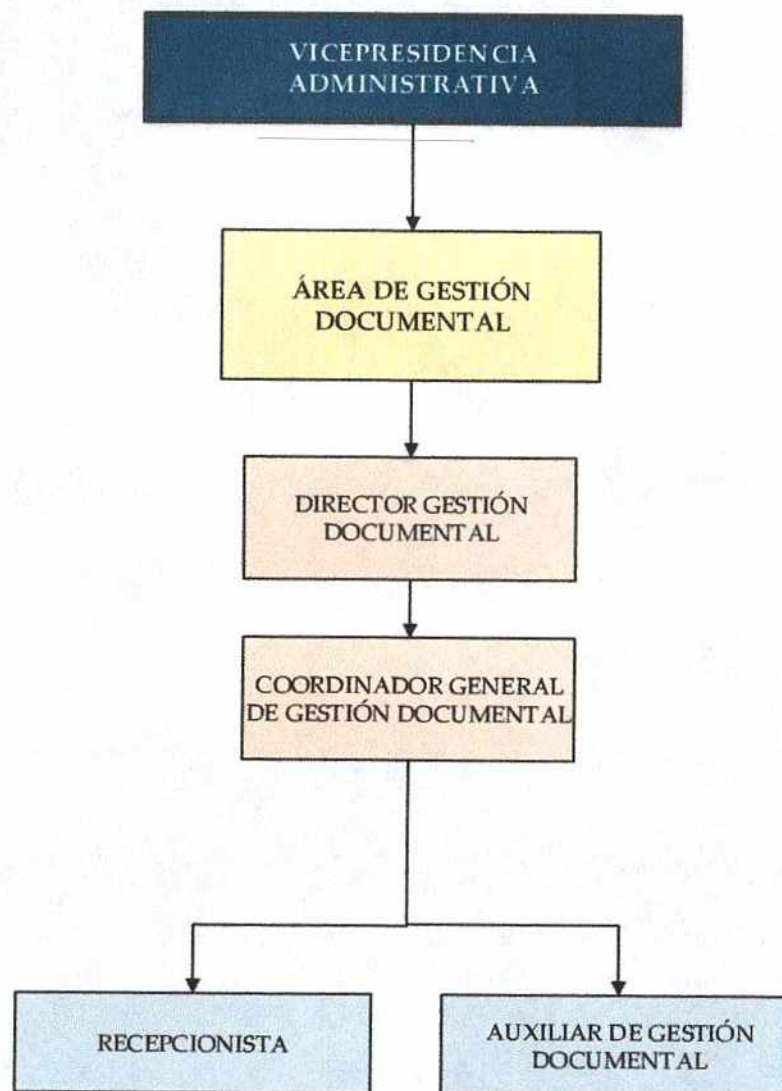 VICEPRESIDENCIA
ADMINISTRATIVA
ÁREA DE GESTIÓN
DOCUMENTAL
DIRECTOR GESTIÓN
DOCUMENTAL
COORDINADOR GENERAL
DE GESTIÓN DOCUMENTAL
RECEPCIONISTA
AUXILIAR DE GESTIÓN
DOCUMENTAL